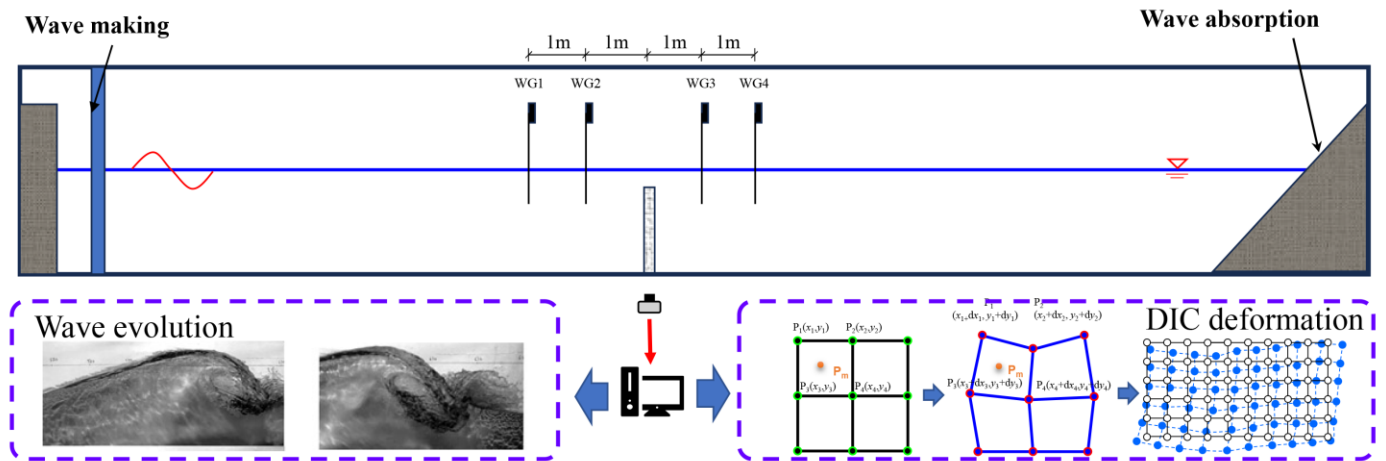 Wave making
Wave absorption
1m 1m 1m 1m
WG1 WG2 WG3 WG4
Wave evolution
DIC deformation
P1(x1,y1) P2(x2,y2)
Pm
P3(x3,y3) P4(x4,y4)
P1
(x1,dx1,y1+dy1)
P2
(x2+dx2,y2+dy2)
Pm
P3(x3+dx3,y3+dy3) P4(x4+dx4,y4+dy4)